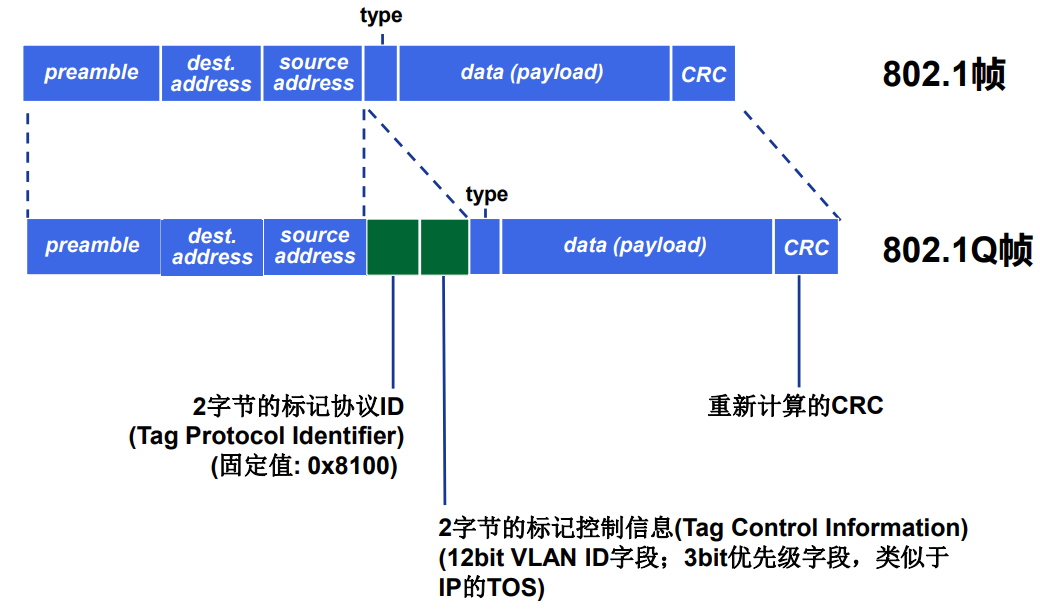 type
preamble
dest.
address
source
address
data (payload)
CRC
802.1帧
type
preamble
dest.
address
source
address
data (payload)
CRC
802.1Q帧
2字节的标记协议ID
(Tag Protocol Identifier)
(固定值: 0x8100)
重新计算的CRC
2字节的标记控制信息(Tag Control Information)
(12bit VLAN ID字段；3bit优先级字段，类似于
IP的TOS)